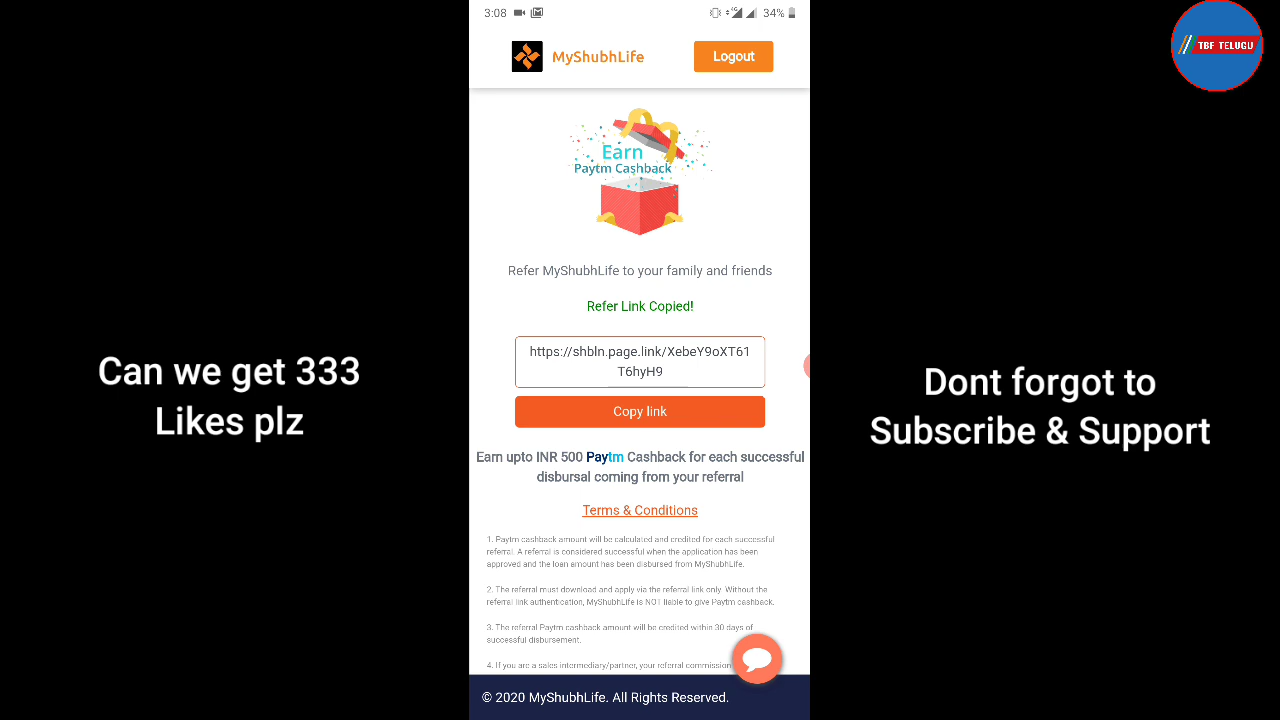 3:08
4G
34%
TBF TELUGU
MyShubhLife
Logout
Earn
Paytm Cashback
Refer MyShubhLife to your family and friends
Refer Link Copied!
https://shbln.page.link/XebeY9oXT61
T6hyH9
Copy link
Can we get 333
Likes plz
Dont forgot to
Subscribe & Support
Earn upto INR 500 Paytm Cashback for each successful
disbursal coming from your referral
Terms & Conditions
1. Paytm cashback amount will be calculated and credited for each successful
referral. A referral is considered successful when the application has been
approved and the loan amount has been disbursed from MyShubhLife.
2. The referral must download and apply via the referral link only. Without the
referral link authentication, MyShubhLife is NOT liable to give Paytm cashback.
3. The referral Paytm cashback amount will be credited within 30 days of
successful disbursement.
4. If you are a sales intermediary/partner, your referral commission
© 2020 MyShubhLife. All Rights Reserved.